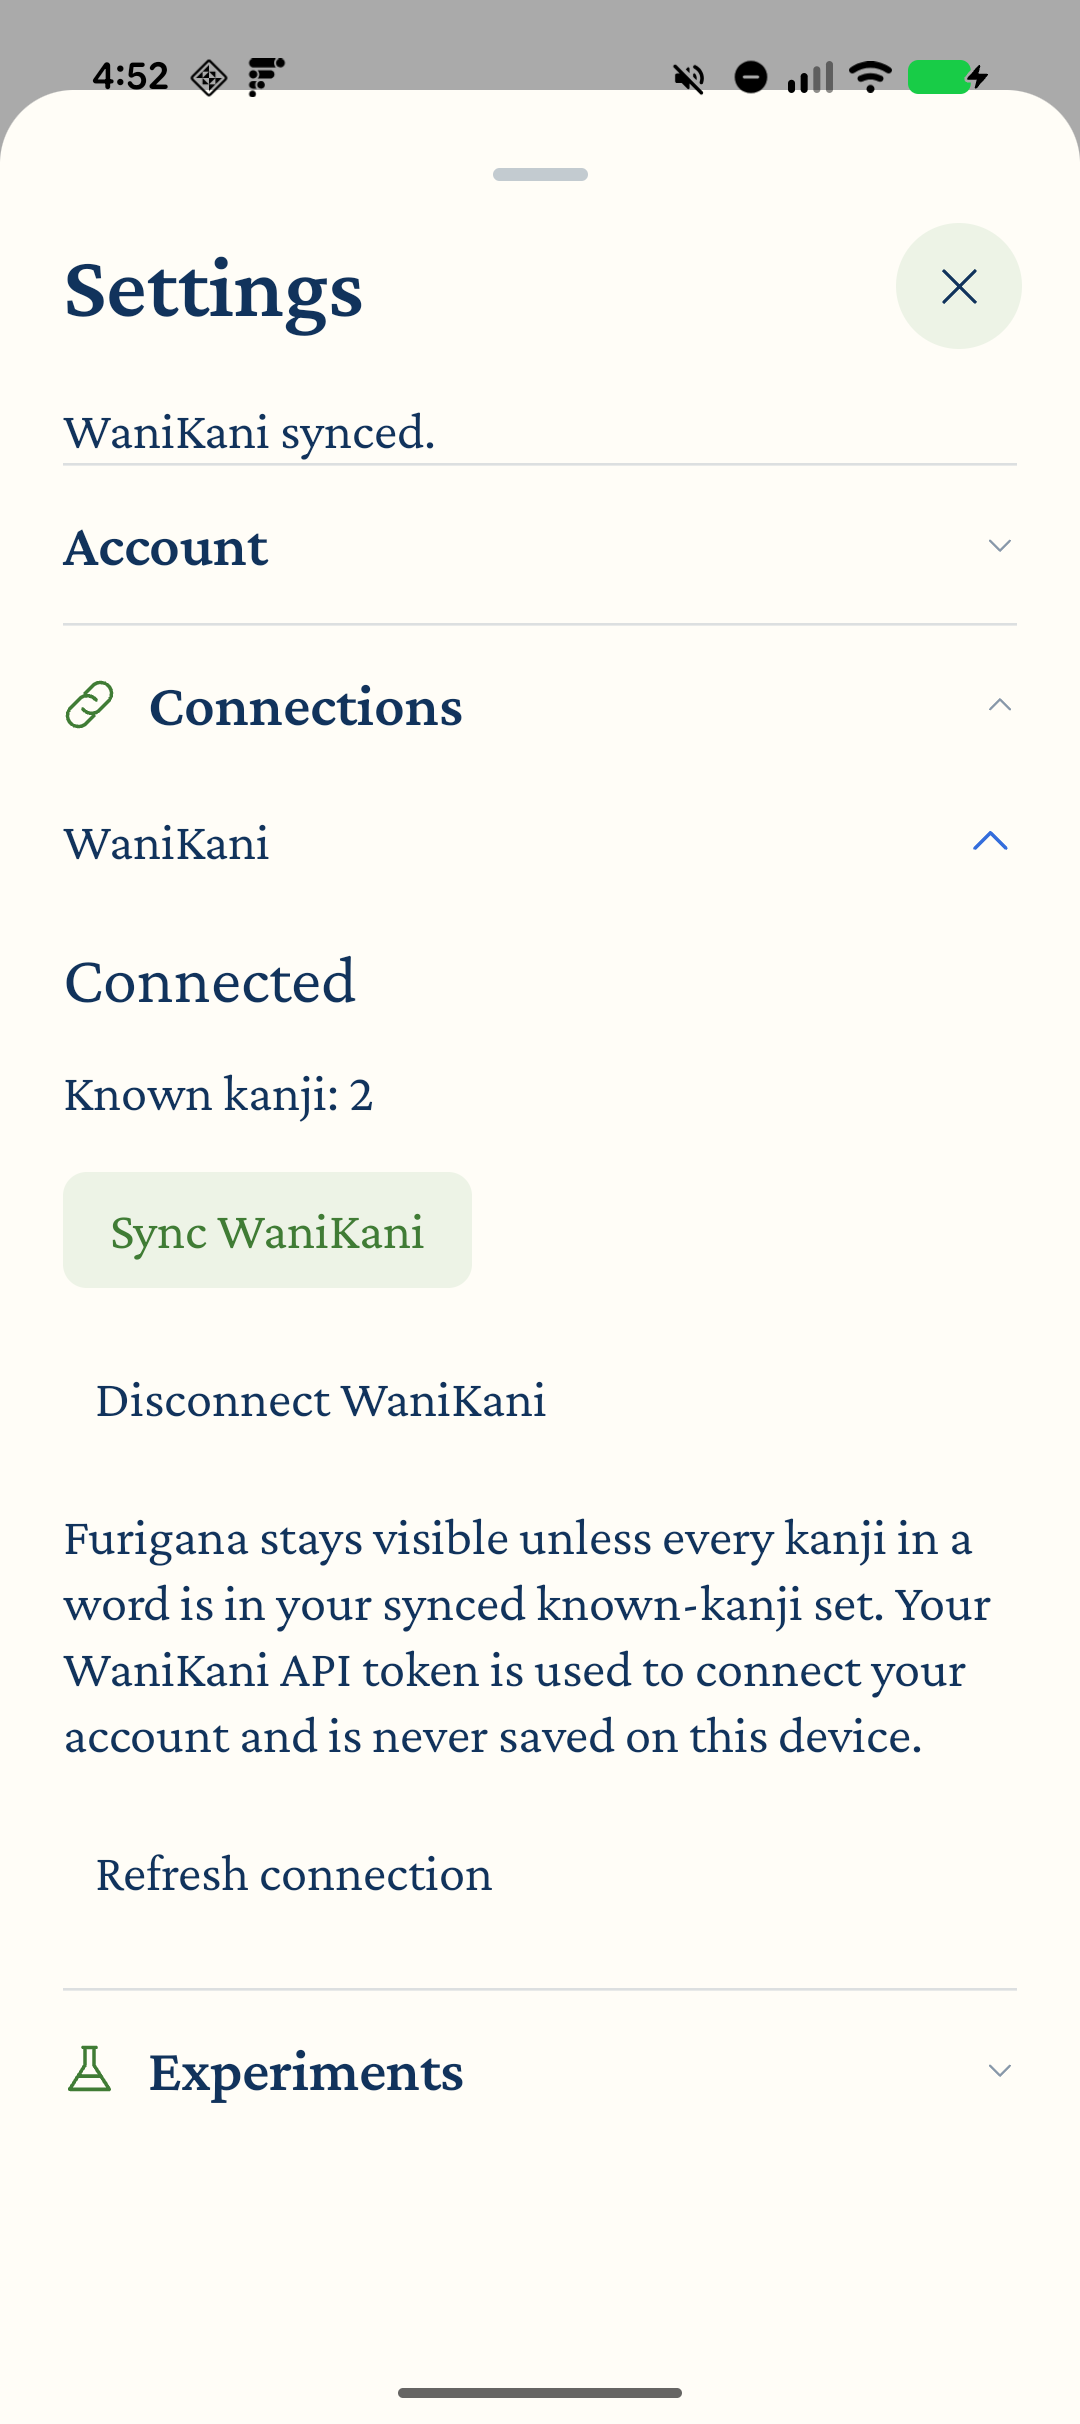 4:52
Settings
WaniKani synced.
Account
Connections
WaniKani
Connected
Known kanji: 2
Sync WaniKani
Disconnect WaniKani
Furigana stays visible unless every kanji in a
word is in your synced known-kanji set. Your
WaniKani API token is used to connect your
account and is never saved on this device.
Refresh connection
Experiments